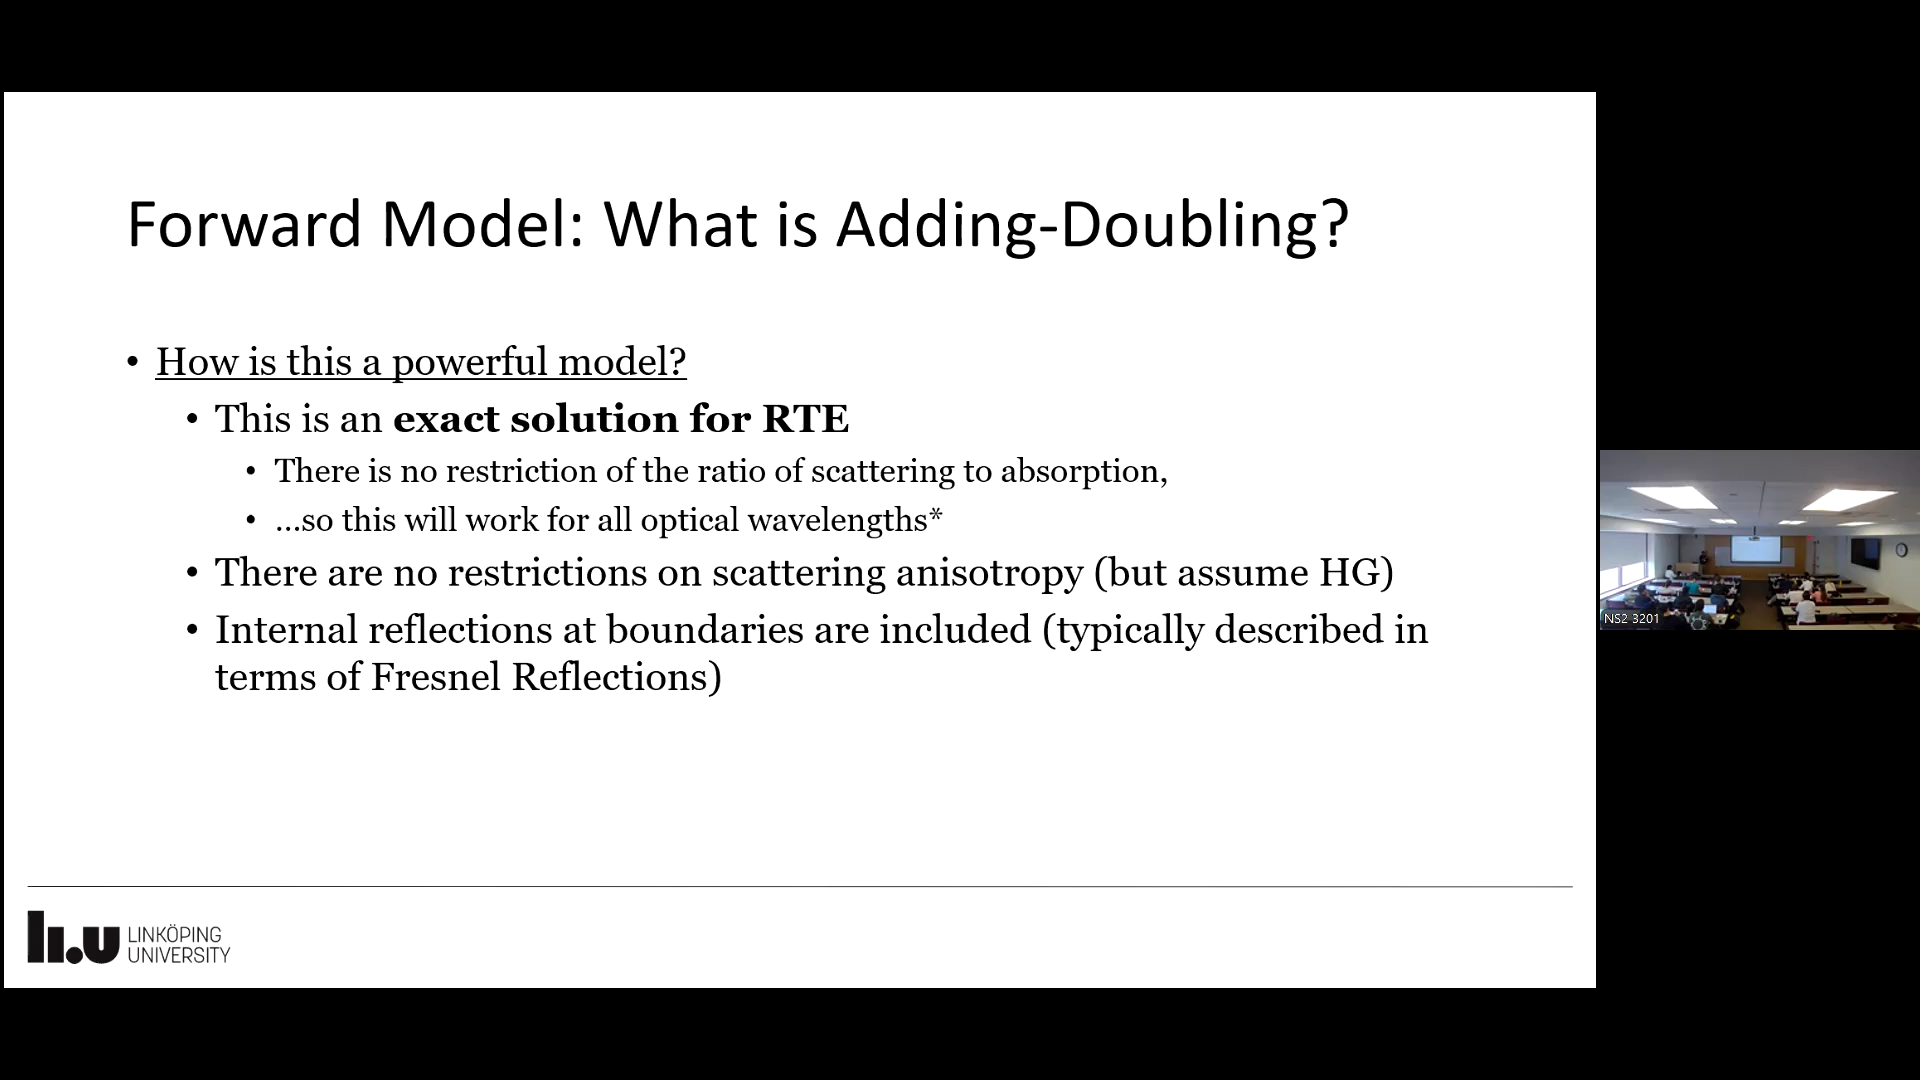 Forward Model: What is Adding-Doubling?
• How is this a powerful model?
• This is an exact solution for RTE
• There is no restriction of the ratio of scattering to absorption,
• …so this will work for all optical wavelengths*
• There are no restrictions on scattering anisotropy (but assume HG)
• Internal reflections at boundaries are included (typically described in
terms of Fresnel Reflections)
NS2 3201
li.u LINKÖPING
UNIVERSITY